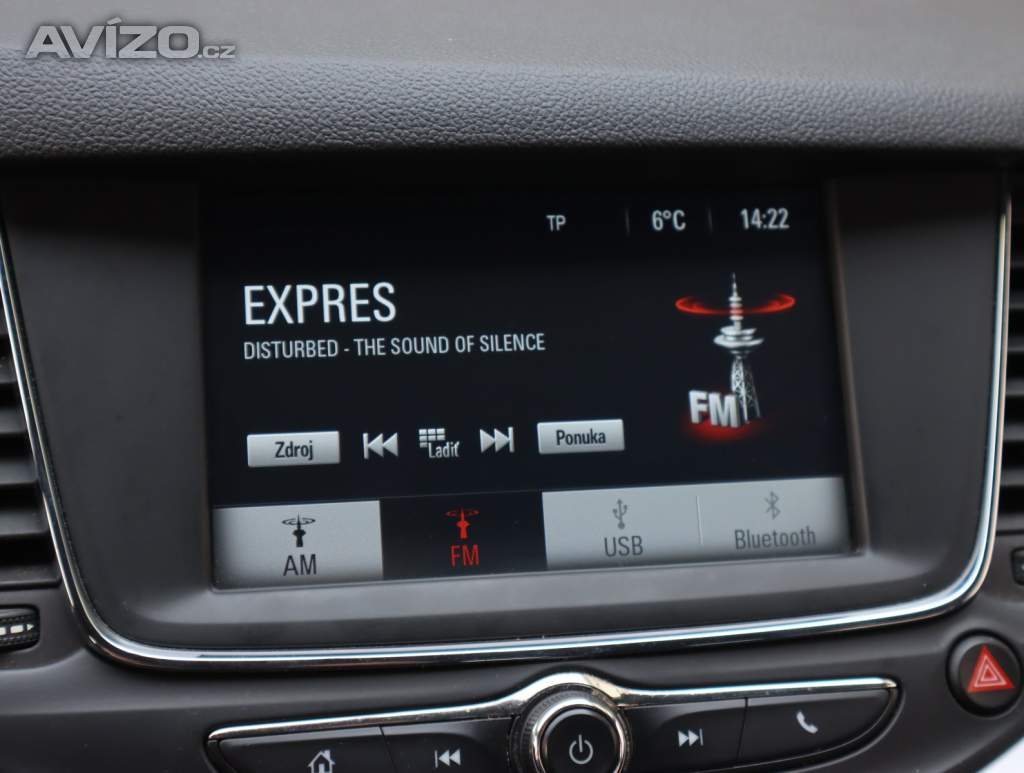 AVÍZO.cz
TP 6°C 14:22
EXPRES
DISTURBED - THE SOUND OF SILENCE
FM
Zdroj Ladiť Ponuka
AM FM USB Bluetooth